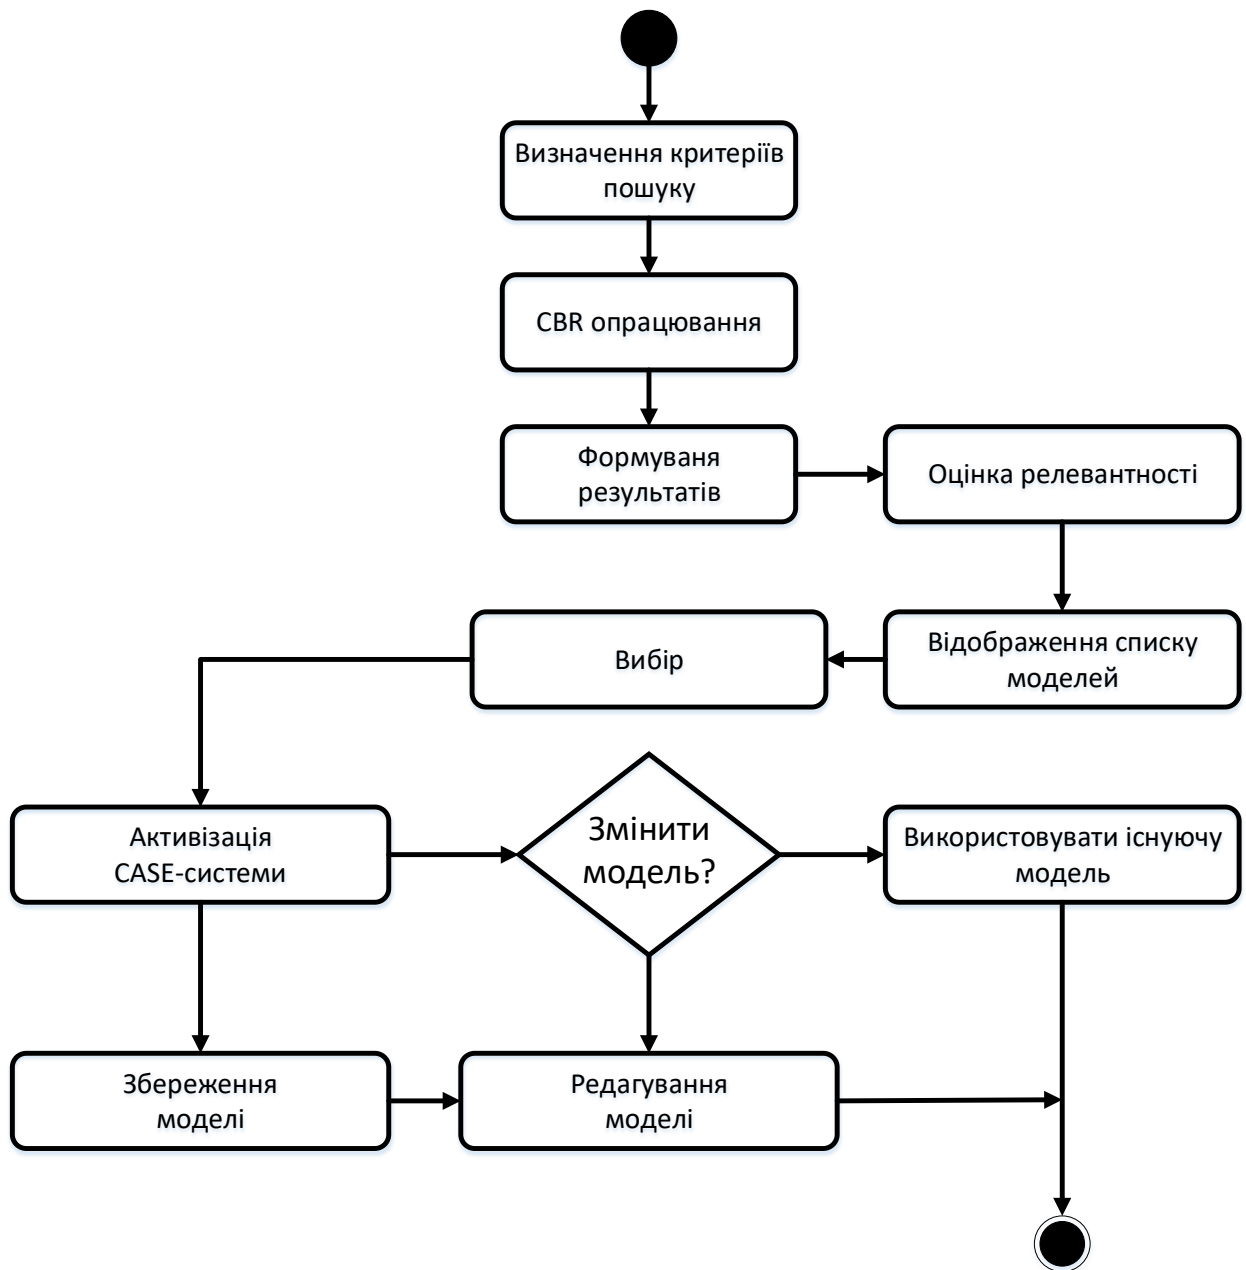 Визначення критеріїв
пошуку
CBR опрацювання
Формуваня
результатів
Оцінка релевантності
Відображення списку
моделей
Вибір
Активізація
CASE-системи
Змінити
модель?
Використовувати існуючу
модель
Збереження
моделі
Редагування
моделі